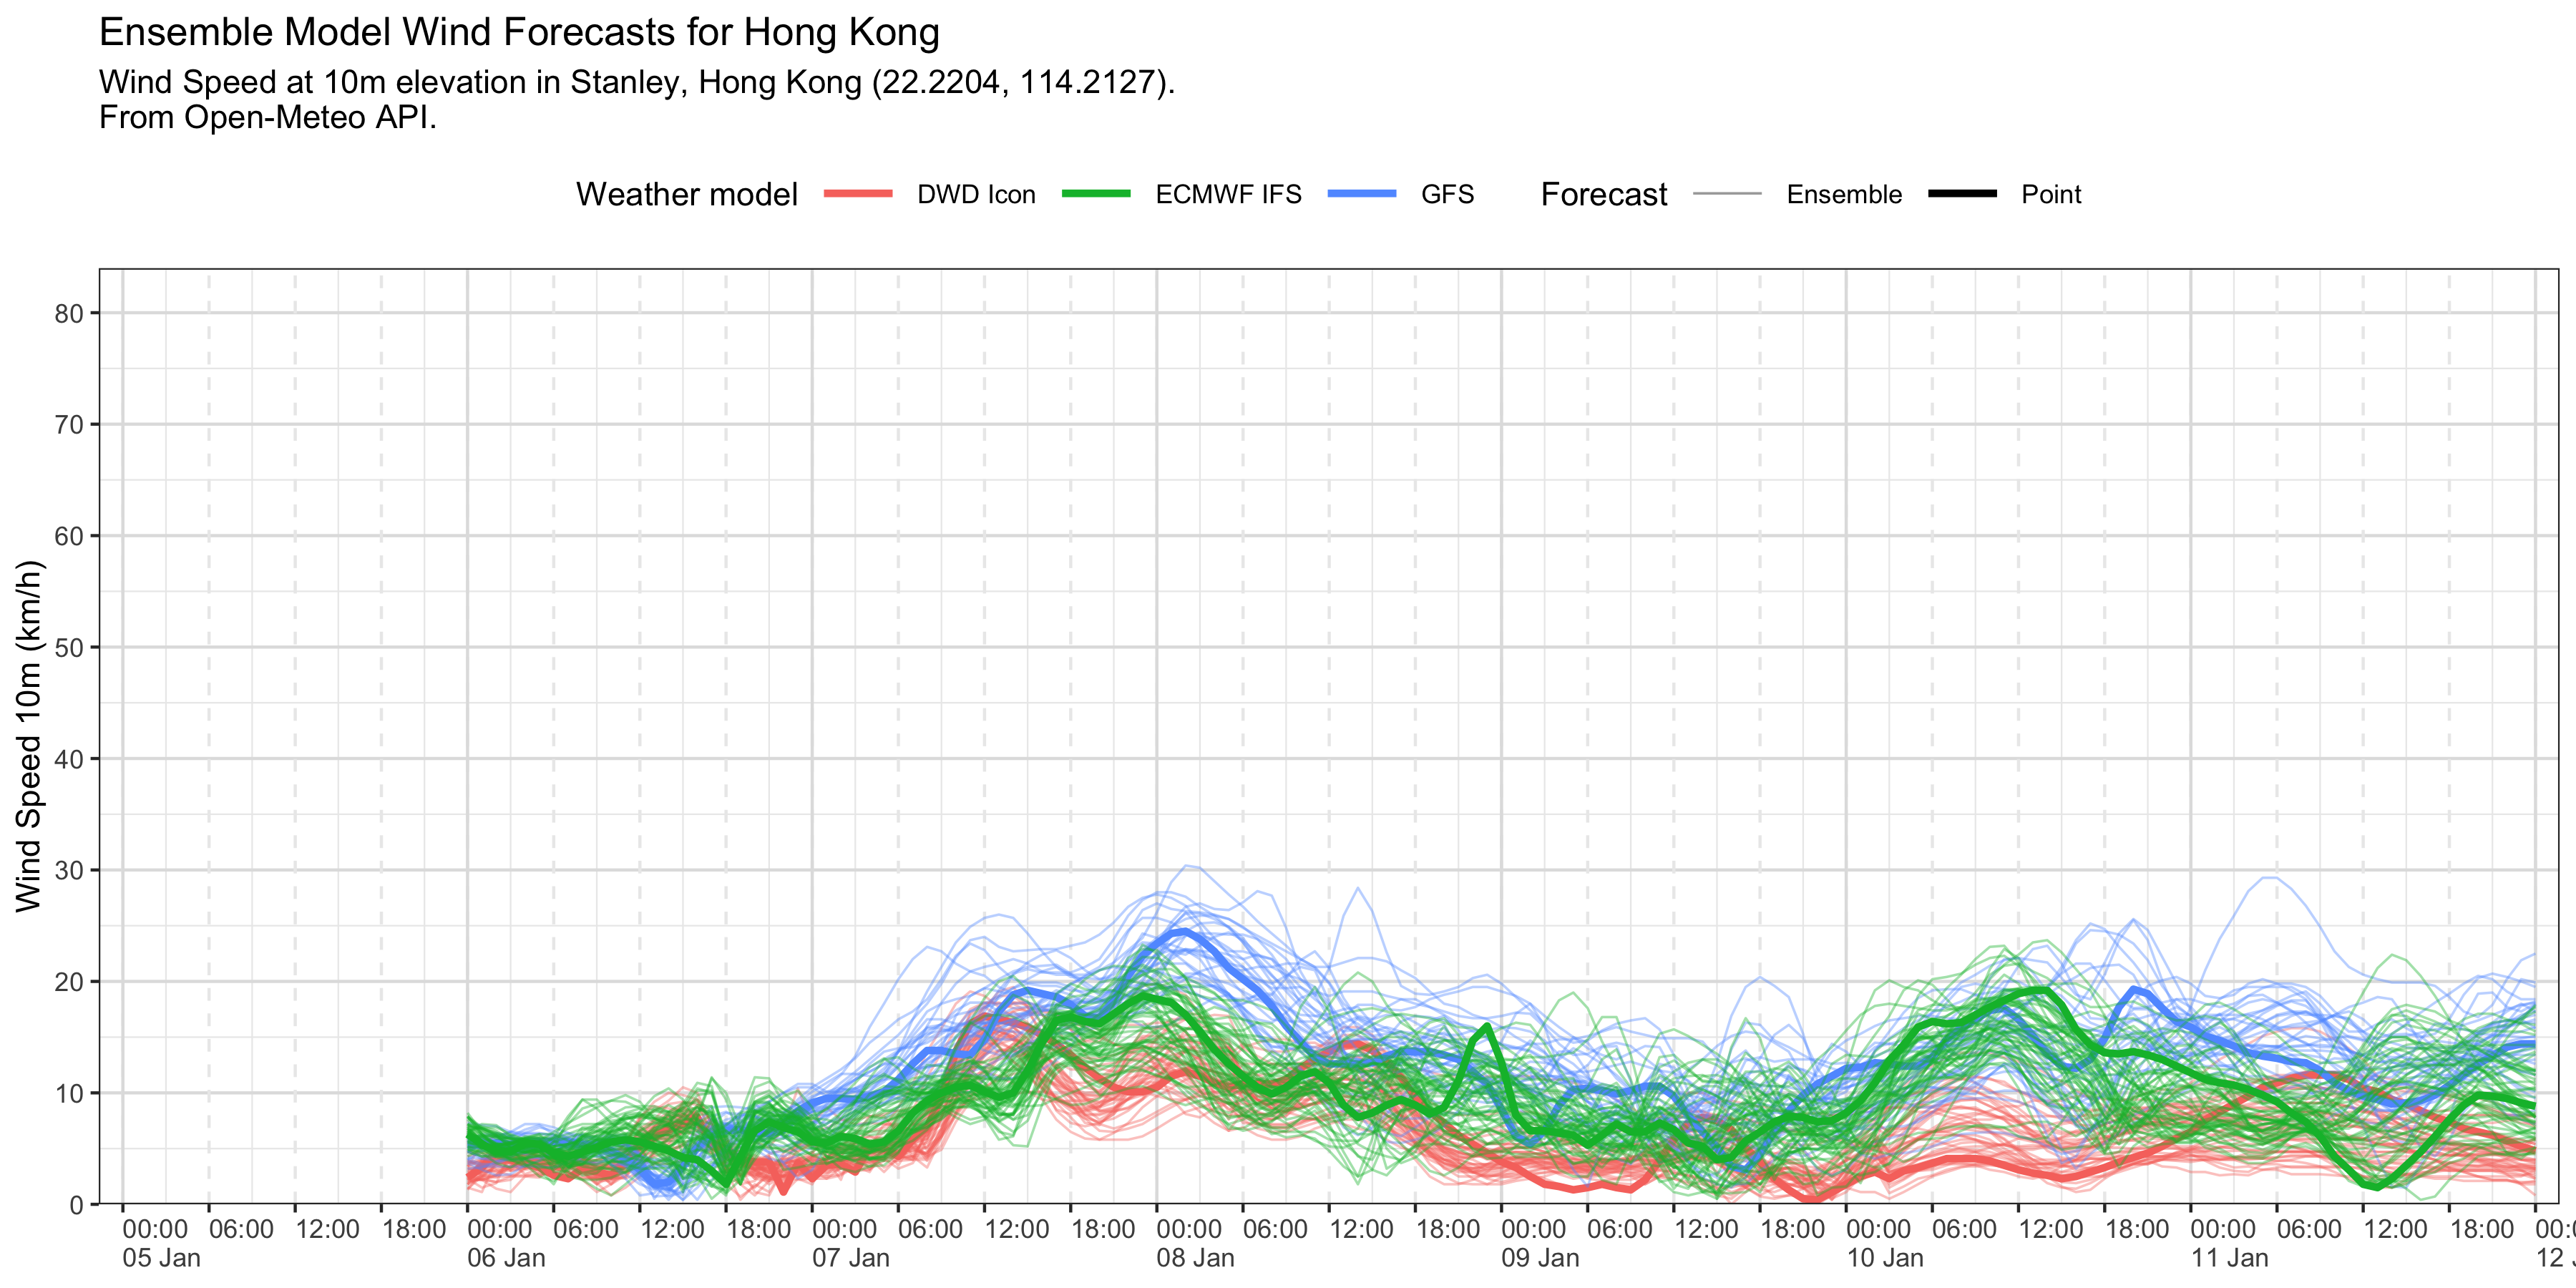 Ensemble Model Wind Forecasts for Hong Kong
Wind Speed at 10m elevation in Stanley, Hong Kong (22.2204, 114.2127).
From Open-Meteo API.
Weather model DWD Icon ECMWF IFS GFS Forecast Ensemble Point
Wind Speed 10m (km/h)
80
70
60
50
40
30
20
10
0
00:00 06:00 12:00 18:00 00:00 06:00 12:00 18:00 00:00 06:00 12:00 18:00 00:00 06:00 12:00 18:00 00:00 06:00 12:00 18:00 00:00 06:00 12:00 18:00 00:00 06:00 12:00 18:00
05 Jan 06 Jan 07 Jan 08 Jan 09 Jan 10 Jan 11 Jan 12